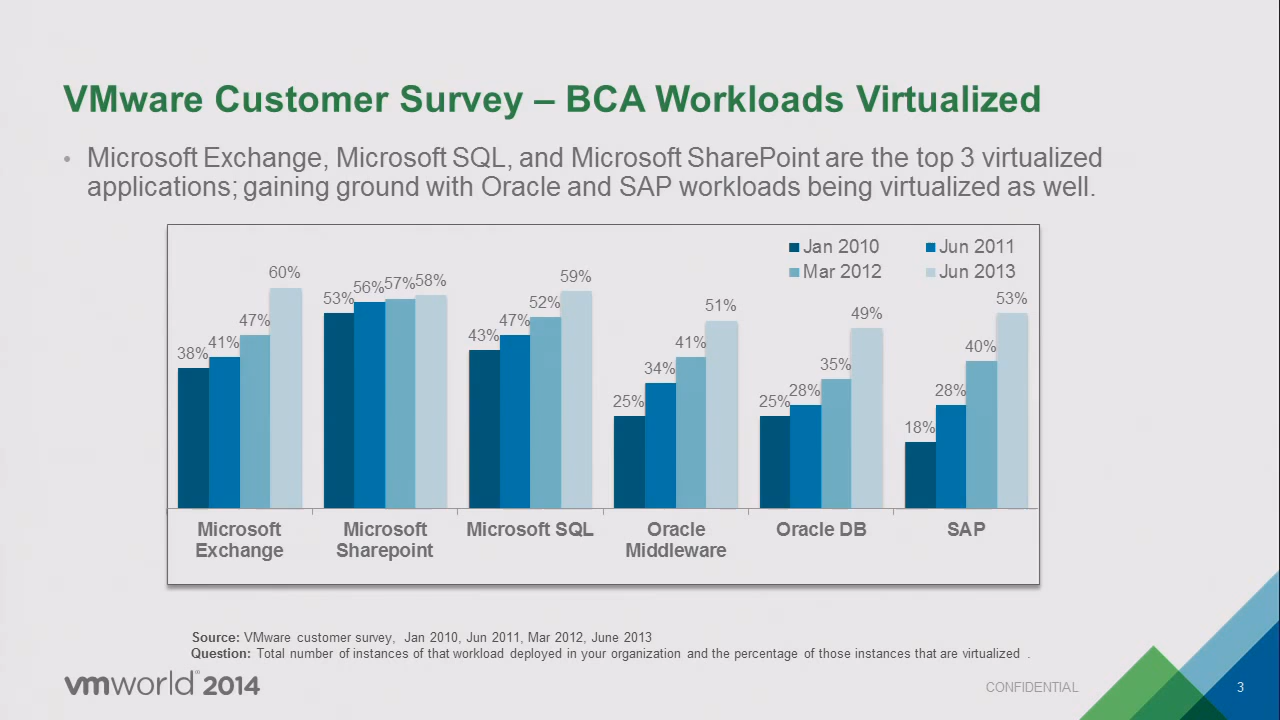 VMware Customer Survey – BCA Workloads Virtualized
• Microsoft Exchange, Microsoft SQL, and Microsoft SharePoint are the top 3 virtualized
applications; gaining ground with Oracle and SAP workloads being virtualized as well.
Jan 2010 Jun 2011
Mar 2012 Jun 2013
38% 41% 47% 60%
53% 56% 57% 58%
43% 47% 52% 59%
25% 34% 41% 51%
25% 28% 35% 49%
18% 28% 40% 53%
Microsoft
Exchange
Microsoft
Sharepoint
Microsoft SQL
Oracle
Middleware
Oracle DB
SAP
Source: VMware customer survey, Jan 2010, Jun 2011, Mar 2012, June 2013
Question: Total number of instances of that workload deployed in your organization and the percentage of those instances that are virtualized .
vmworld® 2014
CONFIDENTIAL
3